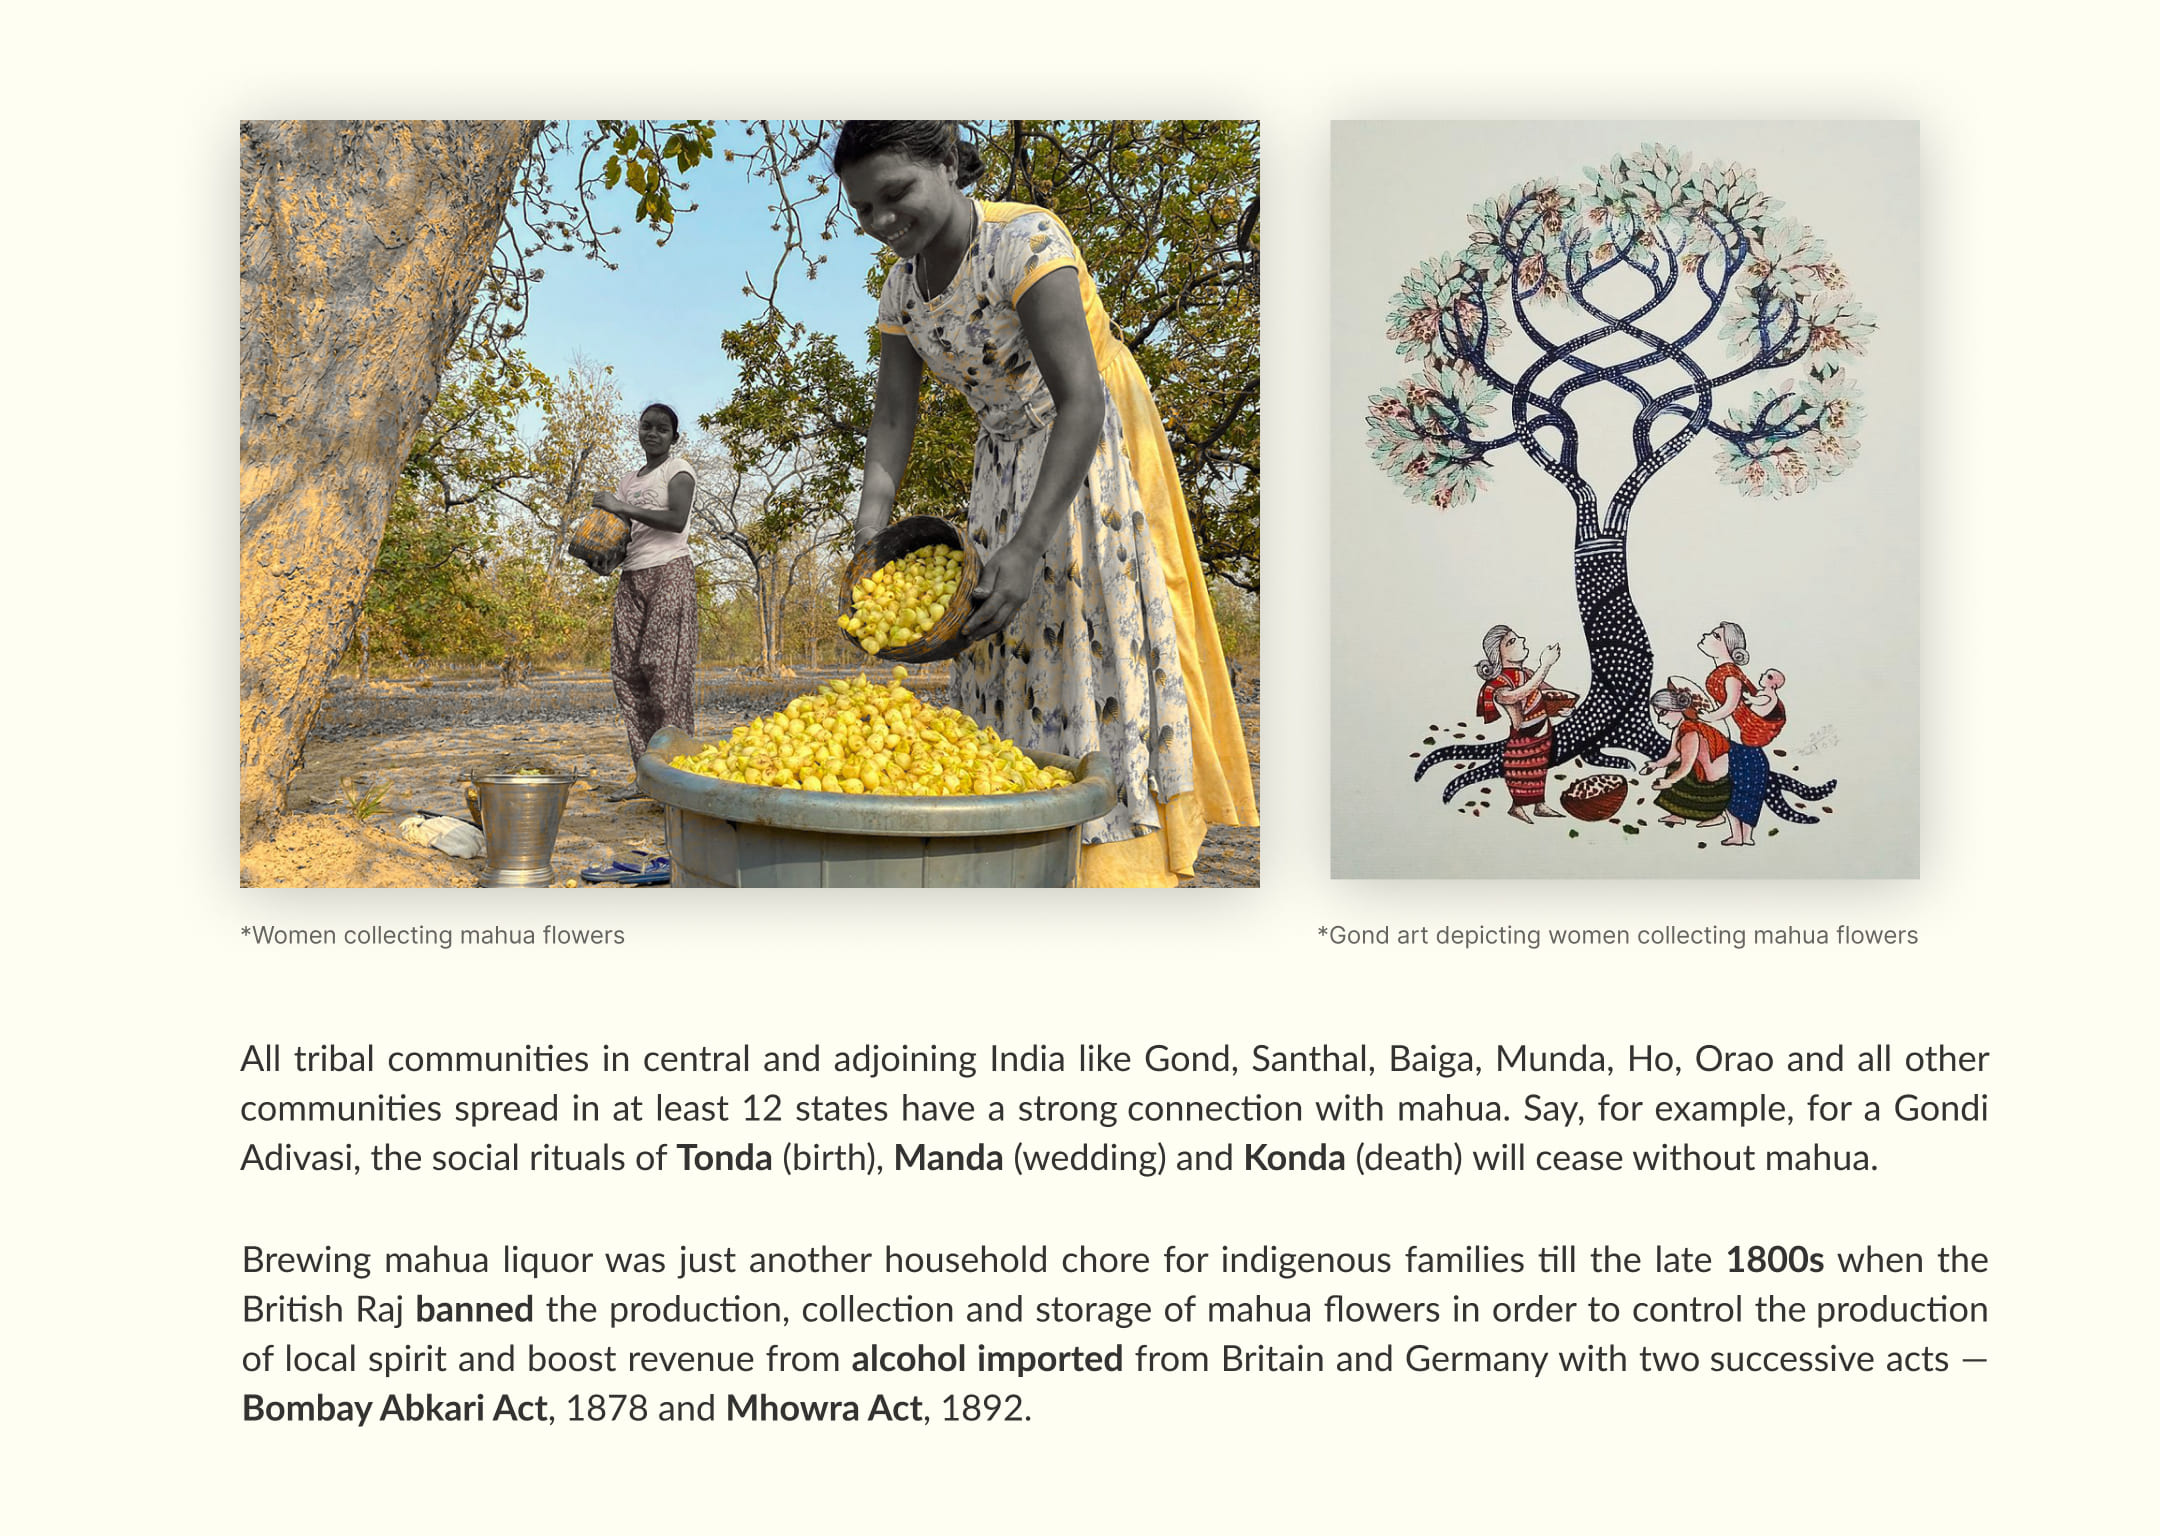 *Women collecting mahua flowers
*Gond art depicting women collecting mahua flowers
All tribal communities in central and adjoining India like Gond, Santhal, Baiga, Munda, Ho, Orao and all other
communities spread in at least 12 states have a strong connection with mahua. Say, for example, for a Gondi
Adivasi, the social rituals of Tonda (birth), Manda (wedding) and Konda (death) will cease without mahua.
Brewing mahua liquor was just another household chore for indigenous families till the late 1800s when the
British Raj banned the production, collection and storage of mahua flowers in order to control the production
of local spirit and boost revenue from alcohol imported from Britain and Germany with two successive acts —
Bombay Abkari Act, 1878 and Mhowra Act, 1892.